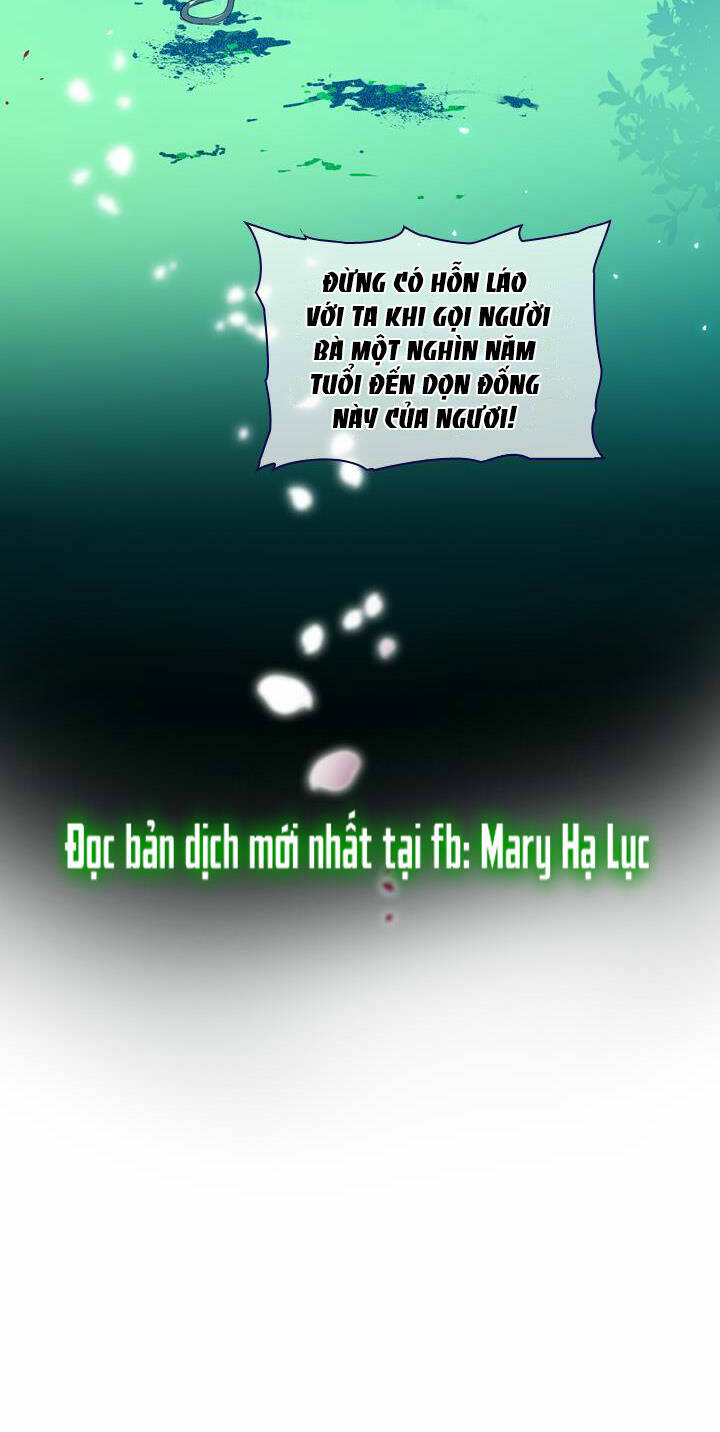 ĐỪNG CÓ HỖN LÁO
VỚI TA KHI GỌI NGƯỜI
BÀ MỘT NGHÌN NĂM
TUỔI ĐẾN DỌN ĐỐNG
NÀY CỦA NGƯƠI!
Đọc bản dịch mới nhất tại fb: Mary Hạ Lục